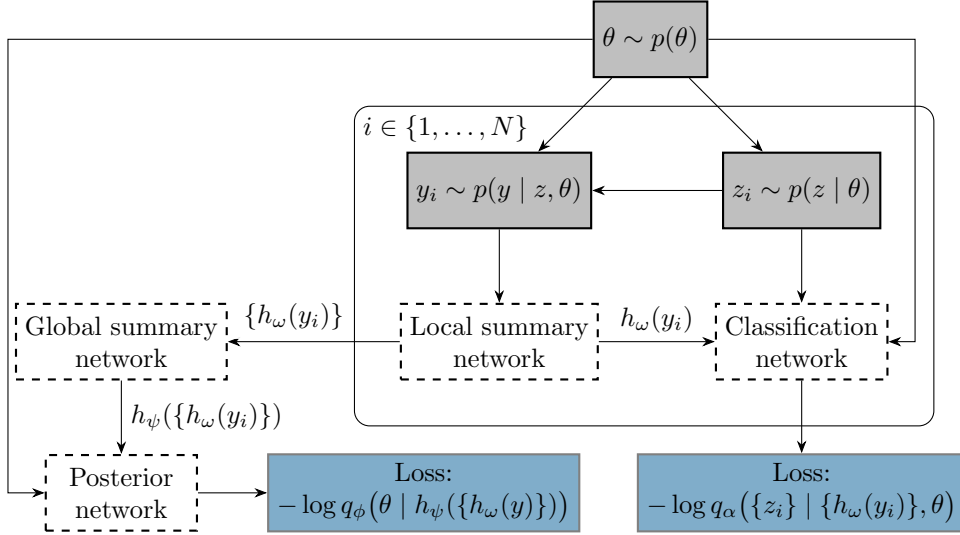 θ ∼ p(θ)
i ∈ {1, . . . , N}
y_i ∼ p(y | z, θ)
z_i ∼ p(z | θ)
{h_ω(y_i)}
h_ω(y_i)
Global summary
network
Local summary
network
Classification
network
h_ψ({h_ω(y_i)})
Posterior
network
Loss:
− log q_ϕ(θ | h_ψ({h_ω(y)}))
Loss:
− log q_α({z_i} | {h_ω(y_i)}, θ)